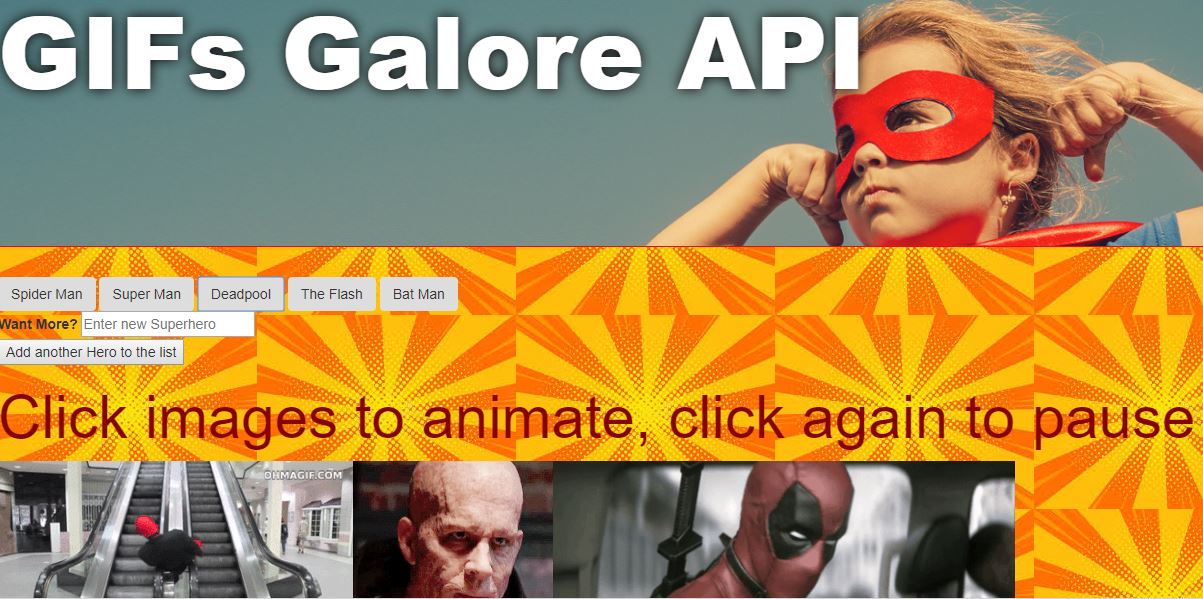 GIFs Galore API
Spider Man Super Man Deadpool The Flash Bat Man
Want More? Enter new Superhero
Add another Hero to the list
Click images to animate, click again to pause
OHMAGIF.COM